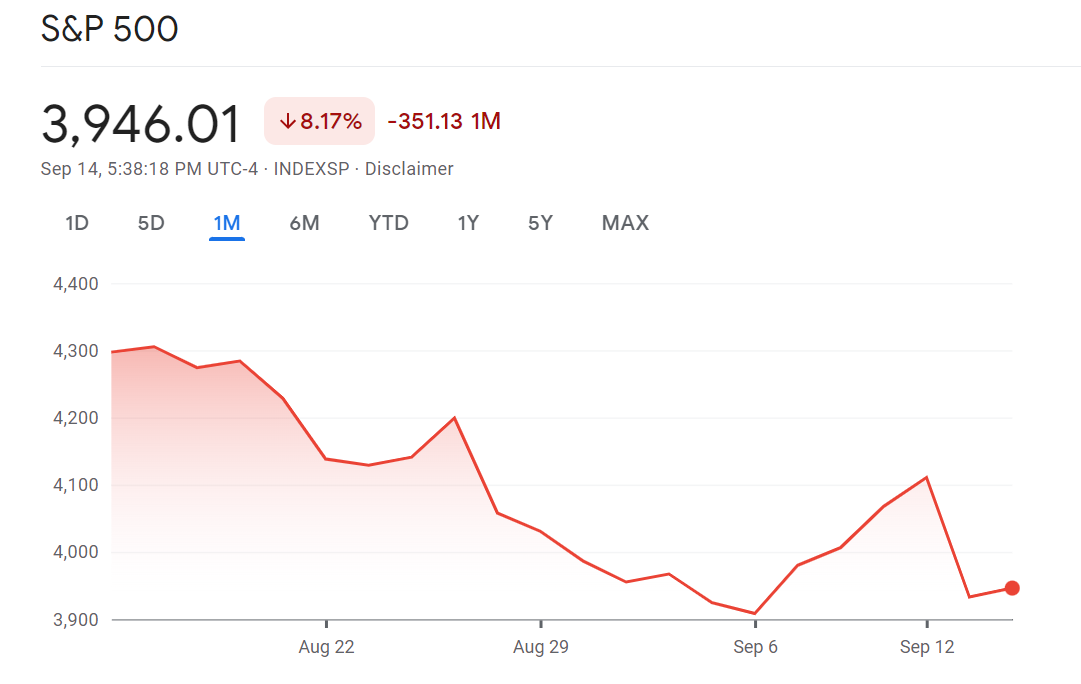 S&P 500
3,946.01 ↓8.17% -351.13 1M
Sep 14, 5:38:18 PM UTC-4 · INDEXSP · Disclaimer
1D 5D 1M 6M YTD 1Y 5Y MAX
4,400
4,300
4,200
4,100
4,000
3,900
Aug 22 Aug 29 Sep 6 Sep 12